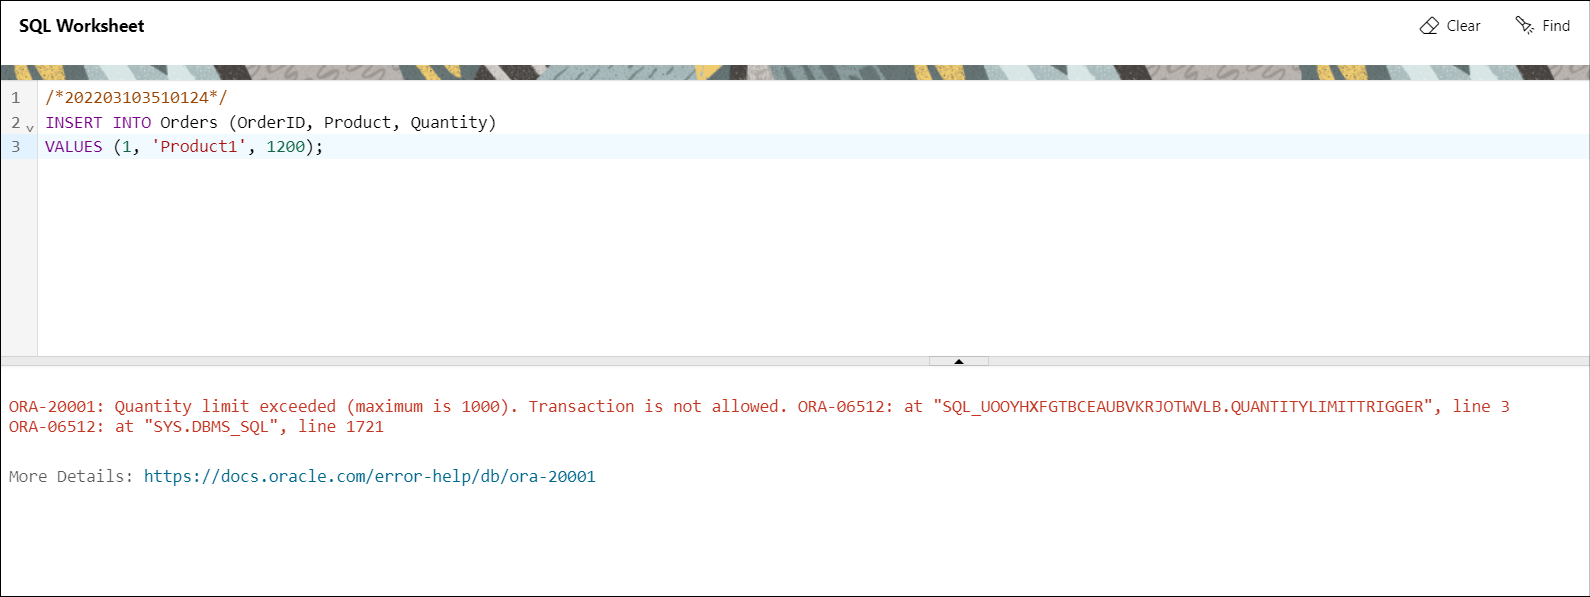 SQL Worksheet
Clear
Find
1 /*202203103510124*/
2 INSERT INTO Orders (OrderID, Product, Quantity)
3 VALUES (1, 'Product1', 1200);
ORA-20001: Quantity limit exceeded (maximum is 1000). Transaction is not allowed. ORA-06512: at "SQL_UOOYHXFGTBCEAUBVKRJOTWVLB.QUANTITYLIMITTRIGGER", line 3
ORA-06512: at "SYS.DBMS_SQL", line 1721
More Details: https://docs.oracle.com/error-help/db/ora-20001